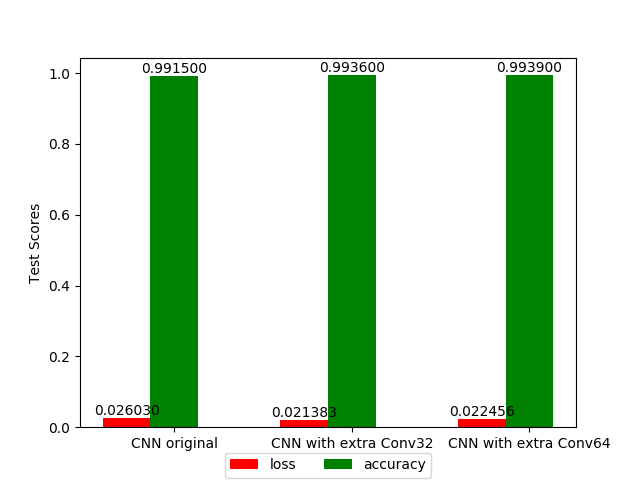 0.991500 0.993600 0.993900
1.0
0.8
0.6
0.4
0.2
0.0
Test Scores
0.026030 0.021383 0.022456
CNN original CNN with extra Conv32 CNN with extra Conv64
loss accuracy